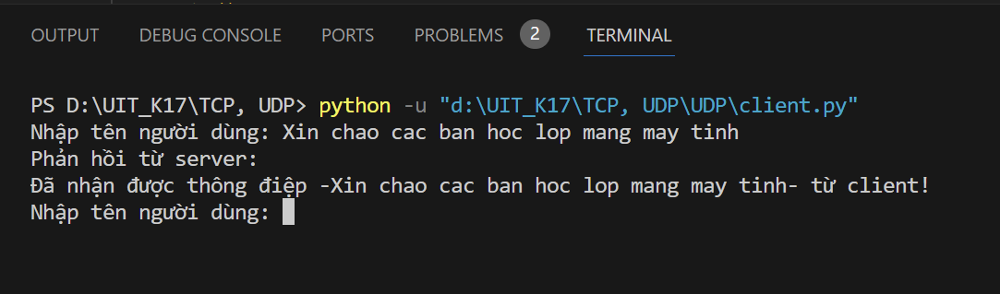 OUTPUT DEBUG CONSOLE PORTS PROBLEMS 2 TERMINAL
PS D:\UIT_K17\TCP, UDP> python -u "d:\UIT_K17\TCP, UDP\UDP\client.py"
Nhập tên người dùng: Xin chao cac ban hoc lop mang may tinh
Phản hồi từ server:
Đã nhận được thông điệp -Xin chao cac ban hoc lop mang may tinh- từ client!
Nhập tên người dùng: